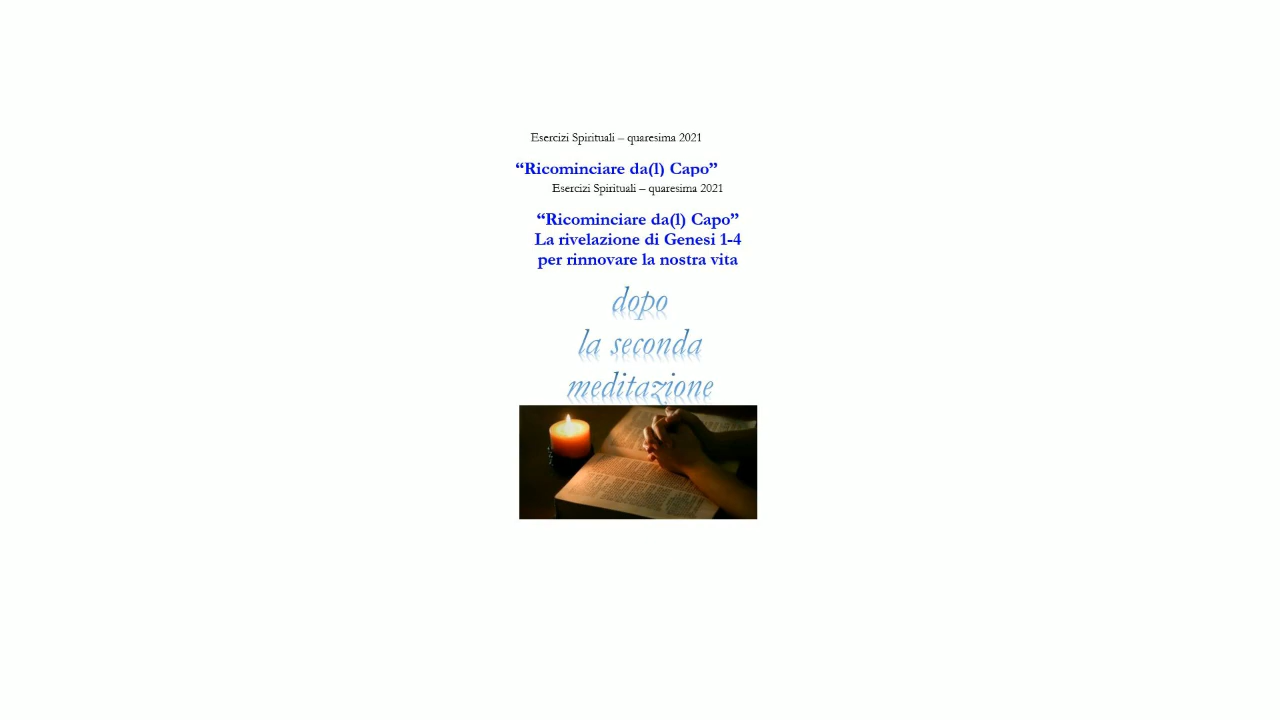 Esercizi Spirituali – quaresima 2021
“Ricominciare da(l) Capo”
Esercizi Spirituali – quaresima 2021
“Ricominciare da(l) Capo”
La rivelazione di Genesi 1-4
per rinnovare la nostra vita
dopo
la seconda
meditazione